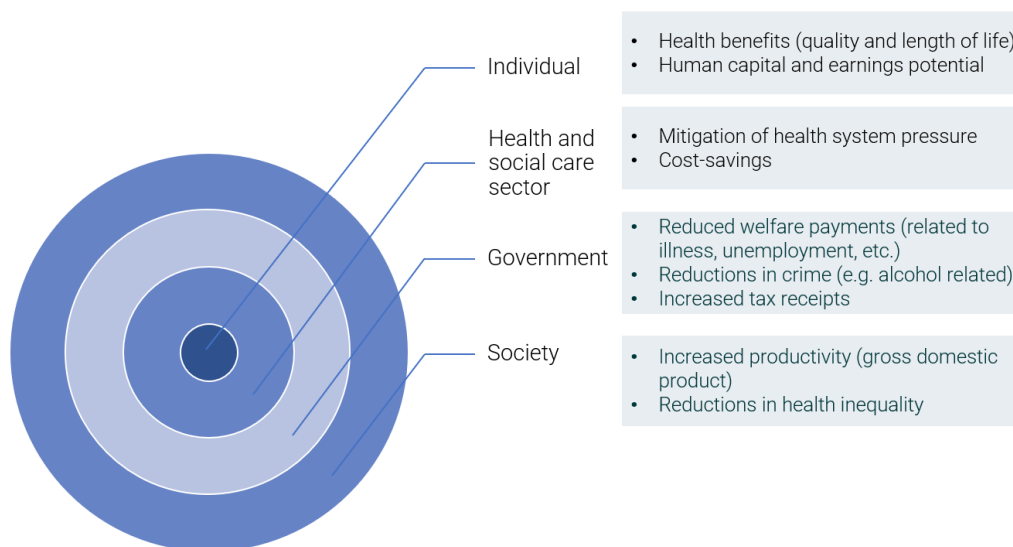 Individual
• Health benefits (quality and length of life)
• Human capital and earnings potential
Health and
social care
sector
• Mitigation of health system pressure
• Cost-savings
Government
• Reduced welfare payments (related to
illness, unemployment, etc.)
• Reductions in crime (e.g. alcohol related)
• Increased tax receipts
Society
• Increased productivity (gross domestic
product)
• Reductions in health inequality